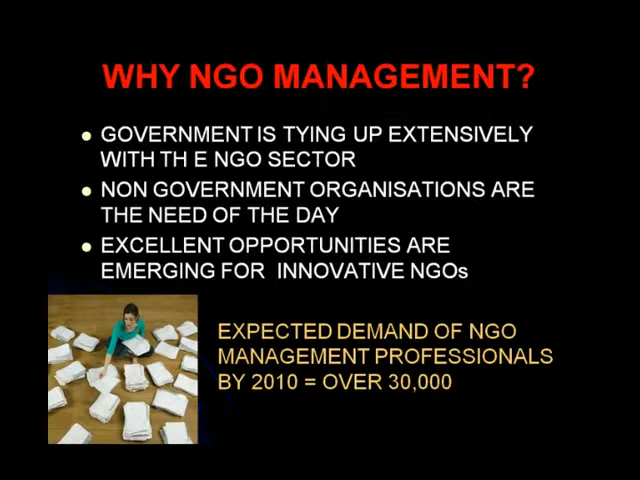 WHY NGO MANAGEMENT?
GOVERNMENT IS TYING UP EXTENSIVELY
WITH TH E NGO SECTOR
NON GOVERNMENT ORGANISATIONS ARE
THE NEED OF THE DAY
EXCELLENT OPPORTUNITIES ARE
EMERGING FOR INNOVATIVE NGOs
EXPECTED DEMAND OF NGO
MANAGEMENT PROFESSIONALS
BY 2010 = OVER 30,000